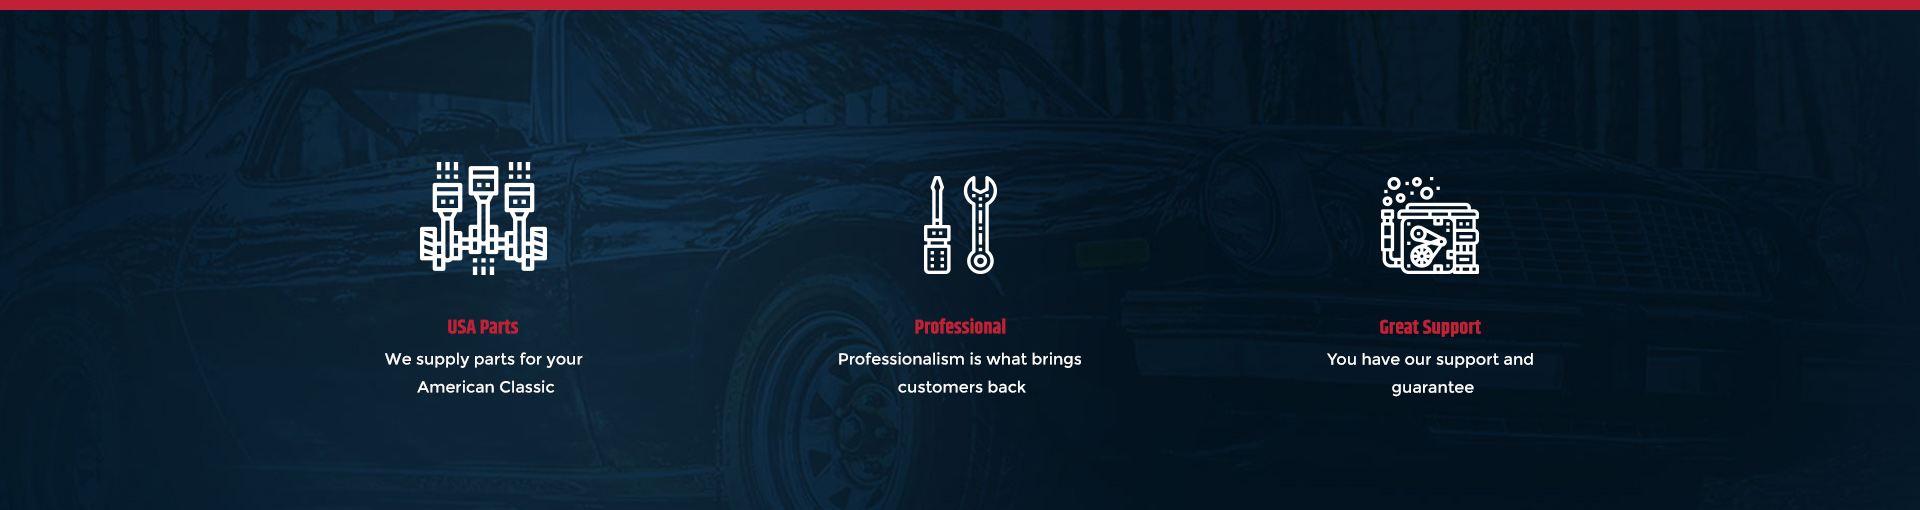 USA Parts
We supply parts for your
American Classic
Professional
Professionalism is what brings
customers back
Great Support
You have our support and
guarantee